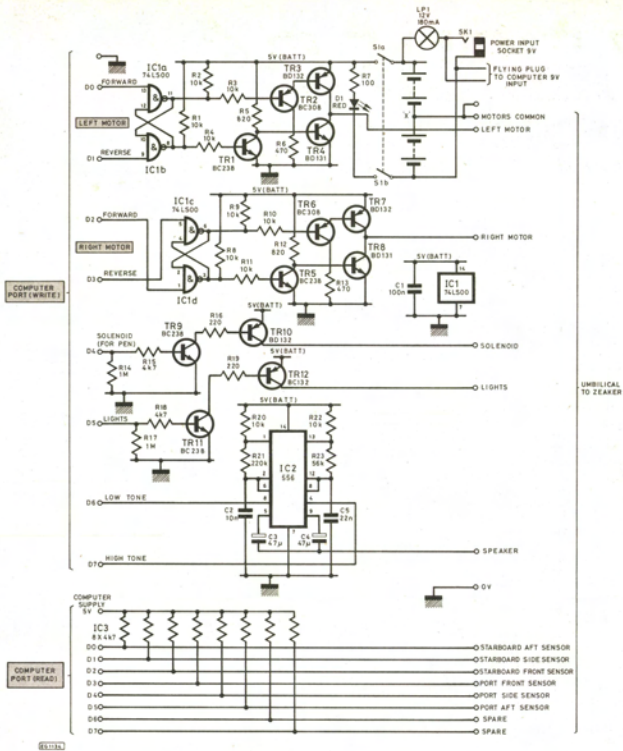 LP1
12V
180mA
SK1
POWER INPUT
SOCKET 9V
FLYING PLUG
TO COMPUTER 9V
INPUT
MOTORS COMMON
LEFT MOTOR
D0 FORWARD
IC1a
74LS00
LEFT MOTOR
D1 REVERSE
IC1b
R2
10k
R3
10k
R1
10k
R4
10k
5V(BATT)
TR3
BD132
TR2
BC308
R5
820
R6
470
TR1
BC238
TR4
BD131
R7
100
D1
RED
S1a
S1b
D2 FORWARD
IC1c
74LS00
RIGHT MOTOR
D3 REVERSE
IC1d
5V(BATT)
R9
10k
R10
10k
R8
10k
R11
10k
R12
820
TR6
BC308
TR7
BD132
TR8
BD131
TR5
BC238
R13
470
RIGHT MOTOR
5V(BATT)
C1
100n
IC1
74LS00
14
7
COMPUTER
PORT(WRITE)
SOLENOID
(FOR PEN)
D4
R14
1M
R15
4k7
TR9
BC238
R16
220
5V(BATT)
TR10
BD132
SOLENOID
R19
220
5V(BATT)
TR12
BC132
LIGHTS
D5 LIGHTS
R17
1M
R18
4k7
TR11
BC238
UMBILICAL
TO ZEAKER
5V(BATT)
R20
10k
R22
10k
R21
220k
R23
56k
IC2
556
C2
10n
C5
22n
C3
47µ
C4
47µ
D6 LOW TONE
D7 HIGH TONE
SPEAKER
0V
COMPUTER
SUPPLY
5V
IC3
8X4k7
COMPUTER
PORT(READ)
D0
D1
D2
D3
D4
D5
D6
D7
STARBOARD AFT SENSOR
STARBOARD SIDE SENSOR
STARBOARD FRONT SENSOR
PORT FRONT SENSOR
PORT SIDE SENSOR
PORT AFT SENSOR
SPARE
SPARE